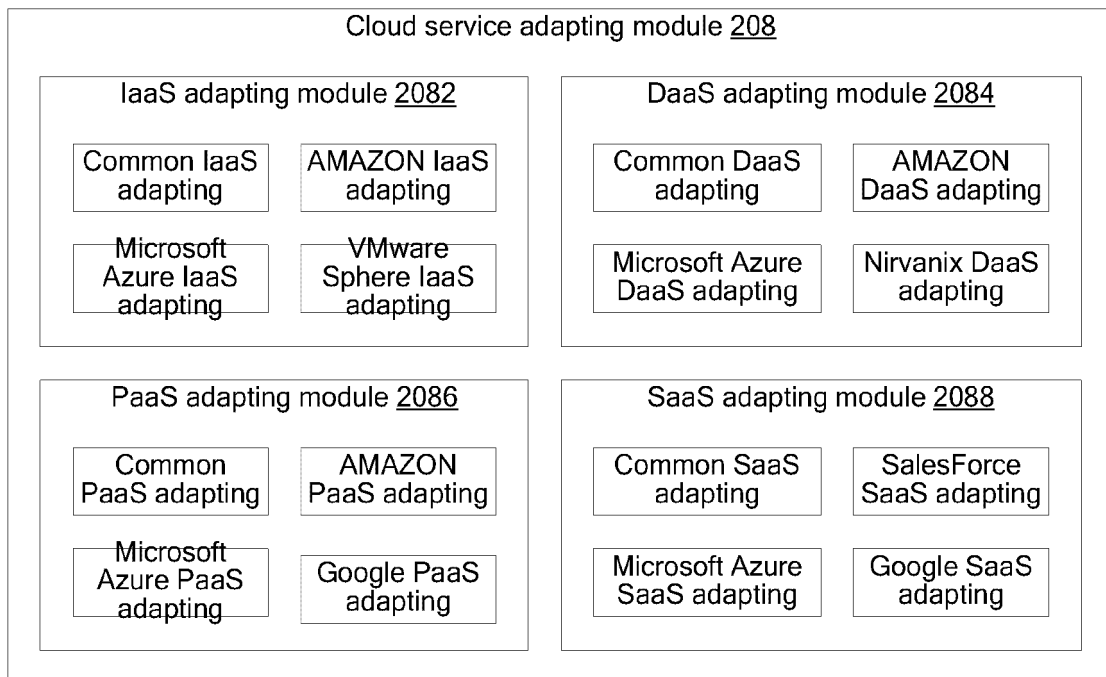 Cloud service adapting module 208
IaaS adapting module 2082
Common IaaS
adapting
AMAZON IaaS
adapting
Microsoft
Azure IaaS
adapting
VMware
Sphere IaaS
adapting
DaaS adapting module 2084
Common DaaS
adapting
AMAZON
DaaS adapting
Microsoft Azure
DaaS adapting
Nirvanix DaaS
adapting
PaaS adapting module 2086
Common
PaaS adapting
AMAZON
PaaS adapting
Microsoft
Azure PaaS
adapting
Google PaaS
adapting
SaaS adapting module 2088
Common SaaS
adapting
SalesForce
SaaS adapting
Microsoft Azure
SaaS adapting
Google SaaS
adapting